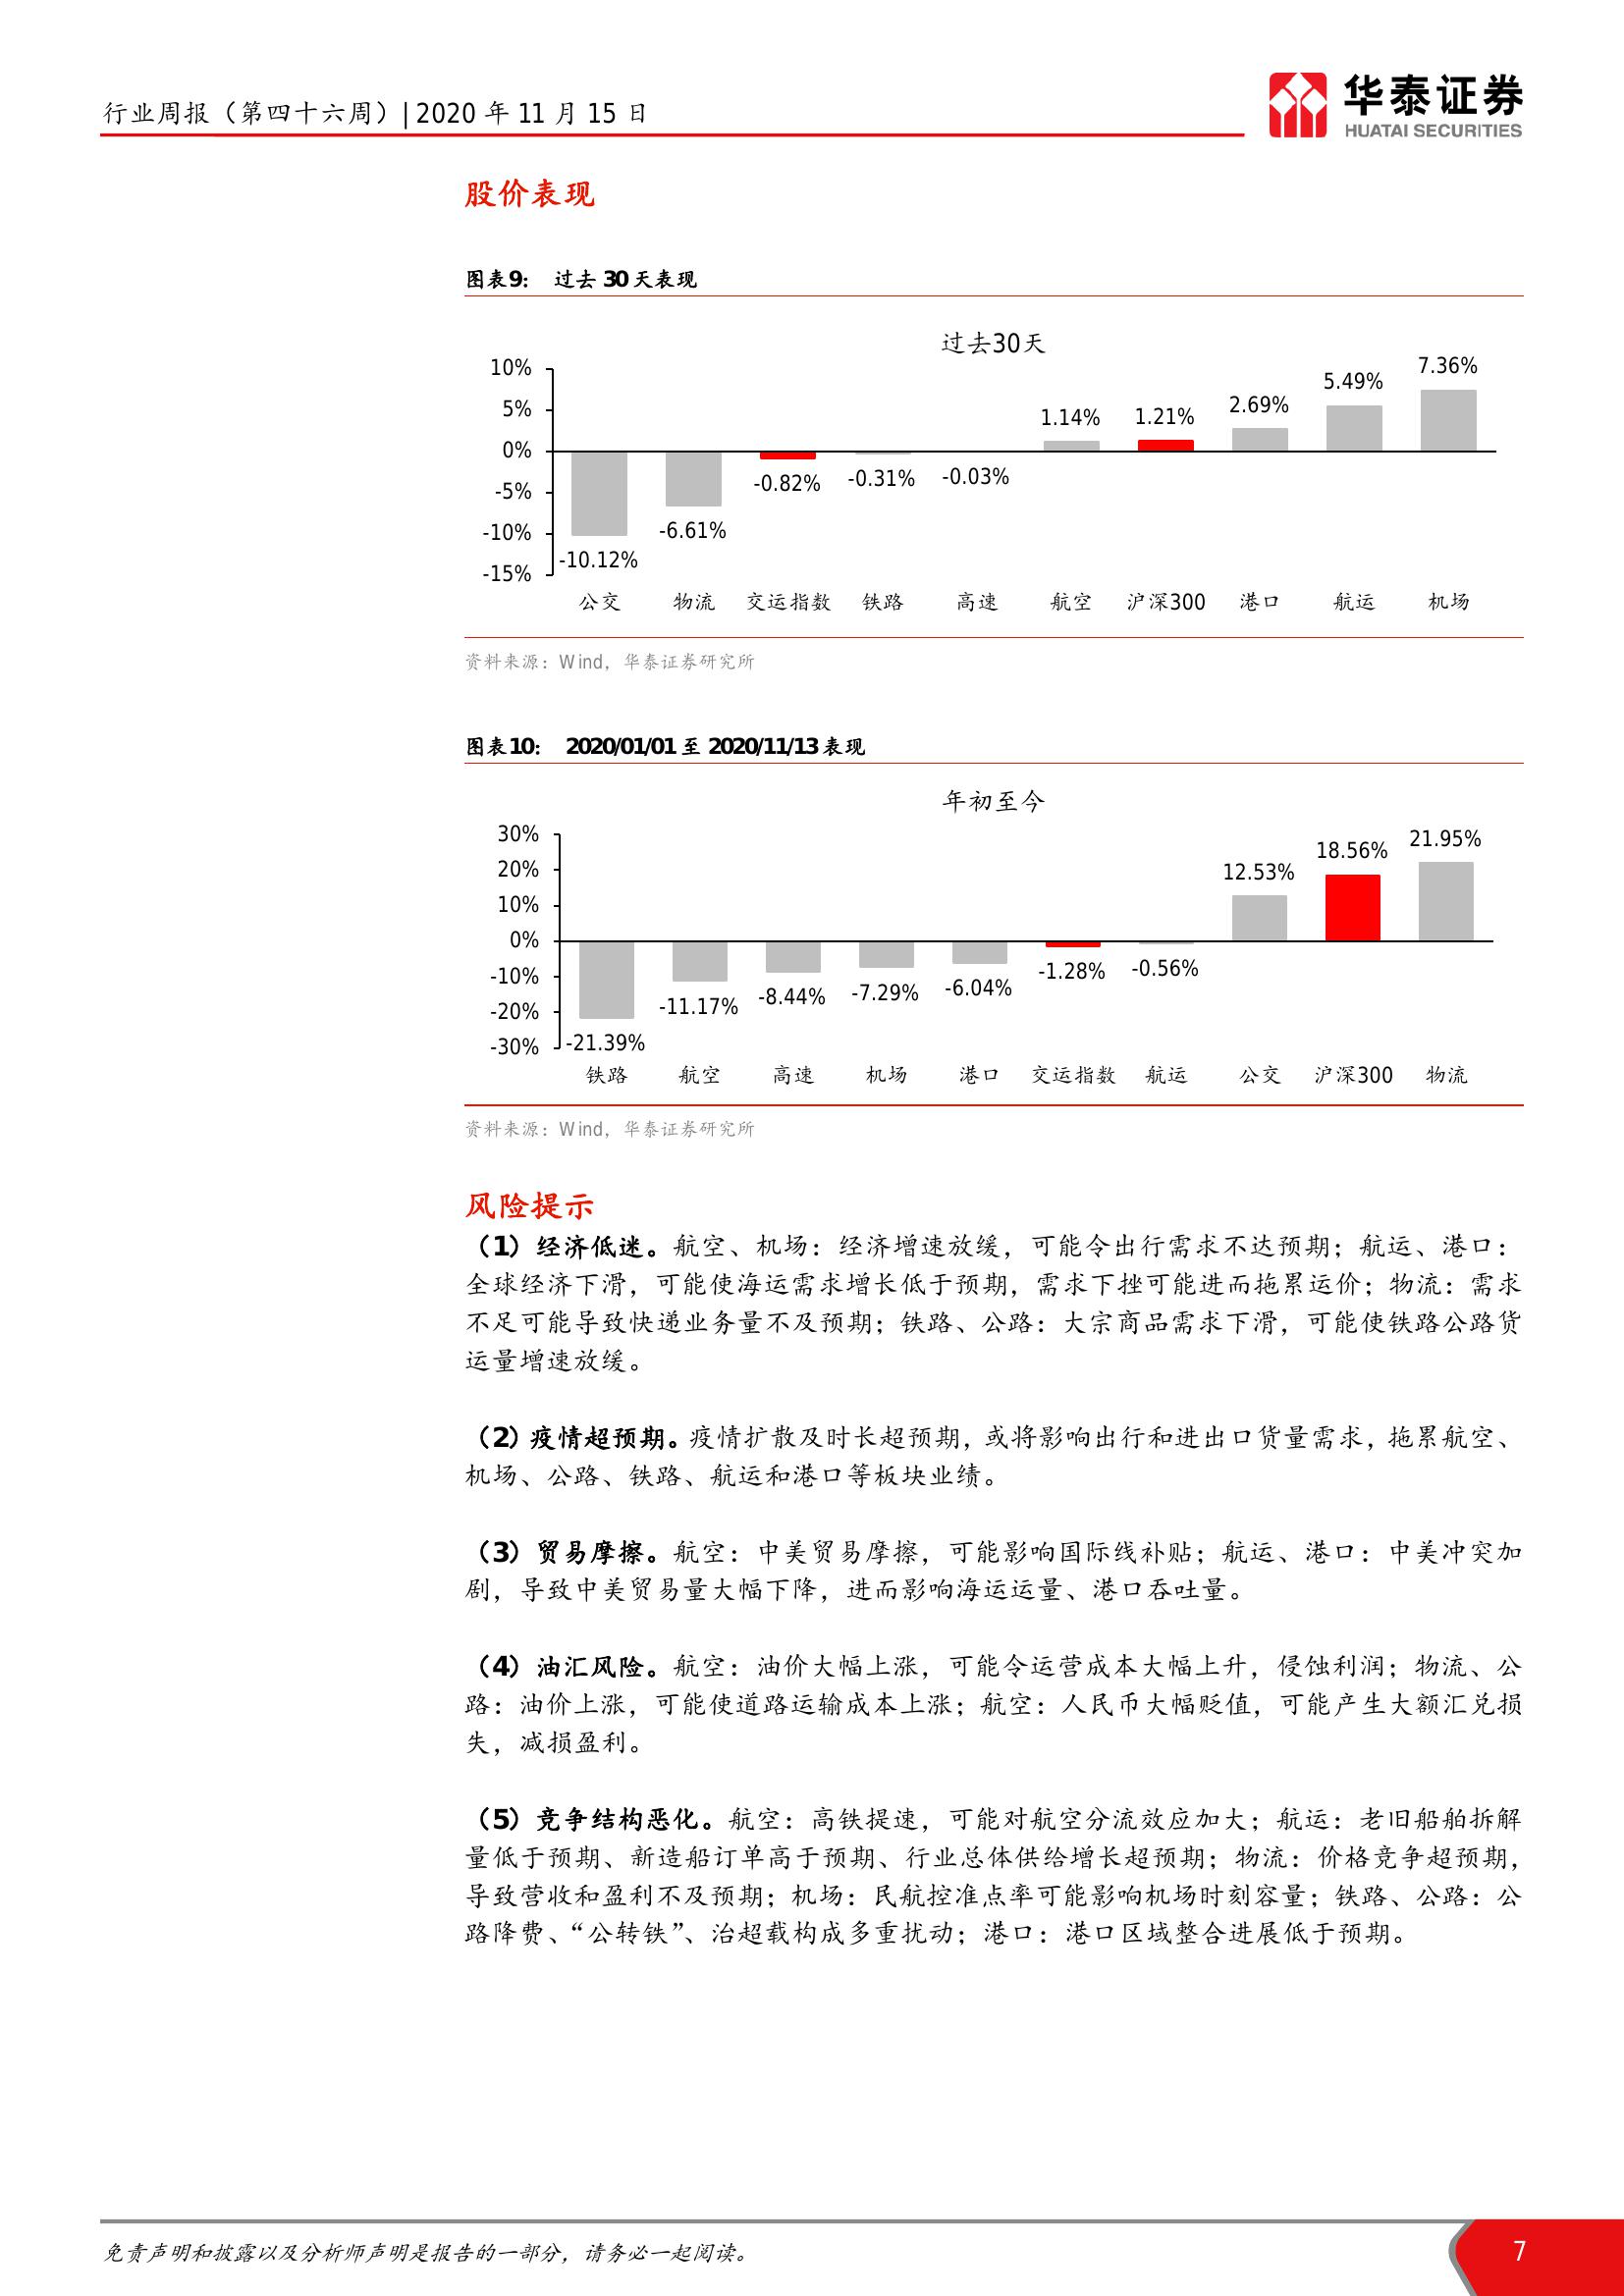 行业周报（第四十六周）| 2020 年 11 月 15 日
华泰证券
HUATAI SECURITIES
股价表现
图表9： 过去 30 天表现
过去30天
10%
5%
0%
-5%
-10%
-15%
-10.12%
-6.61%
-0.82%
-0.31%
-0.03%
1.14%
1.21%
2.69%
5.49%
7.36%
公交 物流 交运指数 铁路 高速 航空 沪深300 港口 航运 机场
资料来源：Wind，华泰证券研究所
图表10： 2020/01/01 至 2020/11/13 表现
年初至今
30%
20%
10%
0%
-10%
-20%
-30%
-21.39%
-11.17%
-8.44%
-7.29%
-6.04%
-1.28%
-0.56%
12.53%
18.56%
21.95%
铁路 航空 高速 机场 港口 交运指数 航运 公交 沪深300 物流
资料来源：Wind，华泰证券研究所
风险提示
（1）经济低迷。航空、机场：经济增速放缓，可能令出行需求不达预期；航运、港口：
全球经济下滑，可能使海运需求增长低于预期，需求下挫可能进而拖累运价；物流：需求
不足可能导致快递业务量不及预期；铁路、公路：大宗商品需求下滑，可能使铁路公路货
运量增速放缓。
（2）疫情超预期。疫情扩散及时长超预期，或将影响出行和进出口货量需求，拖累航空、
机场、公路、铁路、航运和港口等板块业绩。
（3）贸易摩擦。航空：中美贸易摩擦，可能影响国际线补贴；航运、港口：中美冲突加
剧，导致中美贸易量大幅下降，进而影响海运运量、港口吞吐量。
（4）油汇风险。航空：油价大幅上涨，可能令运营成本大幅上升，侵蚀利润；物流、公
路：油价上涨，可能使道路运输成本上涨；航空：人民币大幅贬值，可能产生大额汇兑损
失，减损盈利。
（5）竞争结构恶化。航空：高铁提速，可能对航空分流效应加大；航运：老旧船舶拆解
量低于预期、新造船订单高于预期、行业总体供给增长超预期；物流：价格竞争超预期，
导致营收和盈利不及预期；机场：民航控准点率可能影响机场时刻容量；铁路、公路：公
路降费、“公转铁”、治超载构成多重扰动；港口：港口区域整合进展低于预期。
免责声明和披露以及分析师声明是报告的一部分，请务必一起阅读。
7